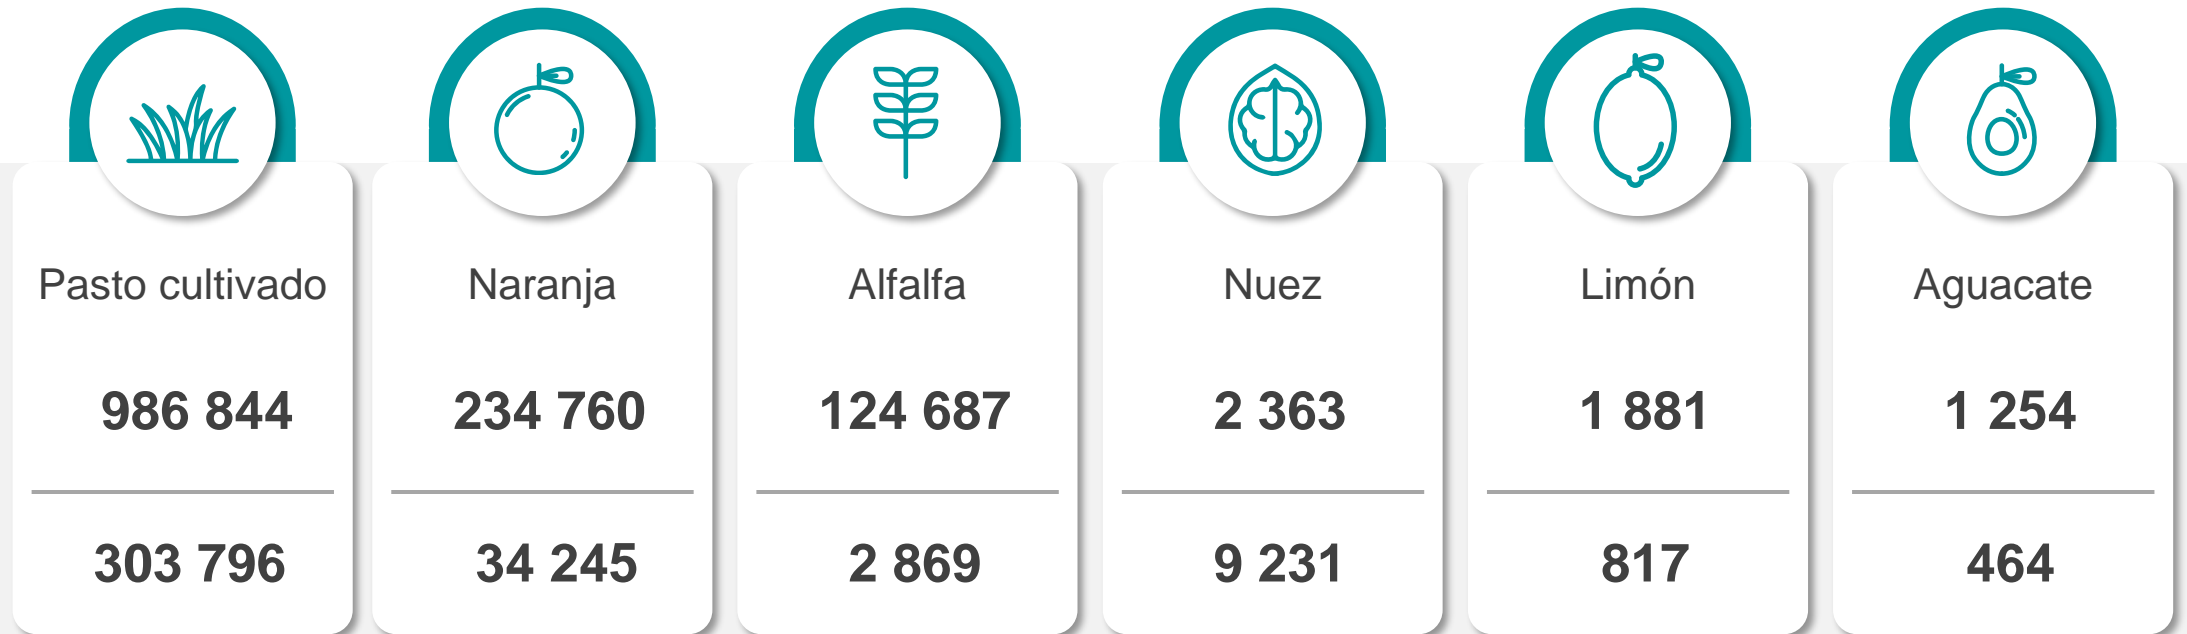 Pasto cultivado
986 844
303 796
Naranja
234 760
34 245
Alfalfa
124 687
2 869
Nuez
2 363
9 231
Limón
1 881
817
Aguacate
1 254
464